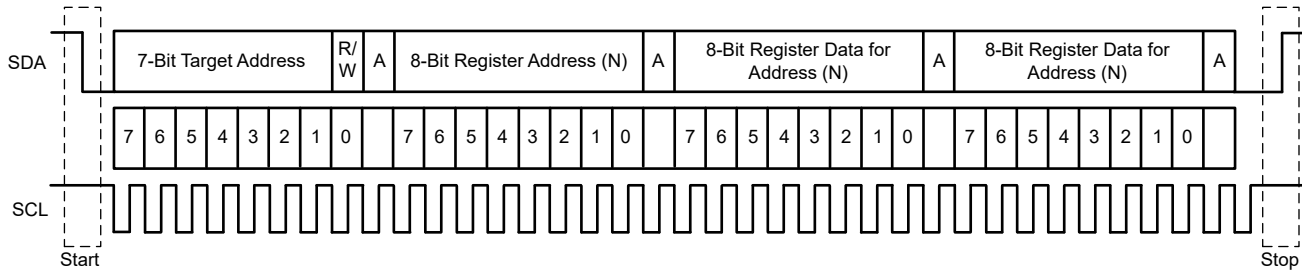 SDA
7-Bit Target Address
R/
W
A
8-Bit Register Address (N)
A
8-Bit Register Data for
Address (N)
A
8-Bit Register Data for
Address (N)
A
7 6 5 4 3 2 1 0 7 6 5 4 3 2 1 0 7 6 5 4 3 2 1 0 7 6 5 4 3 2 1 0
SCL
Start
Stop